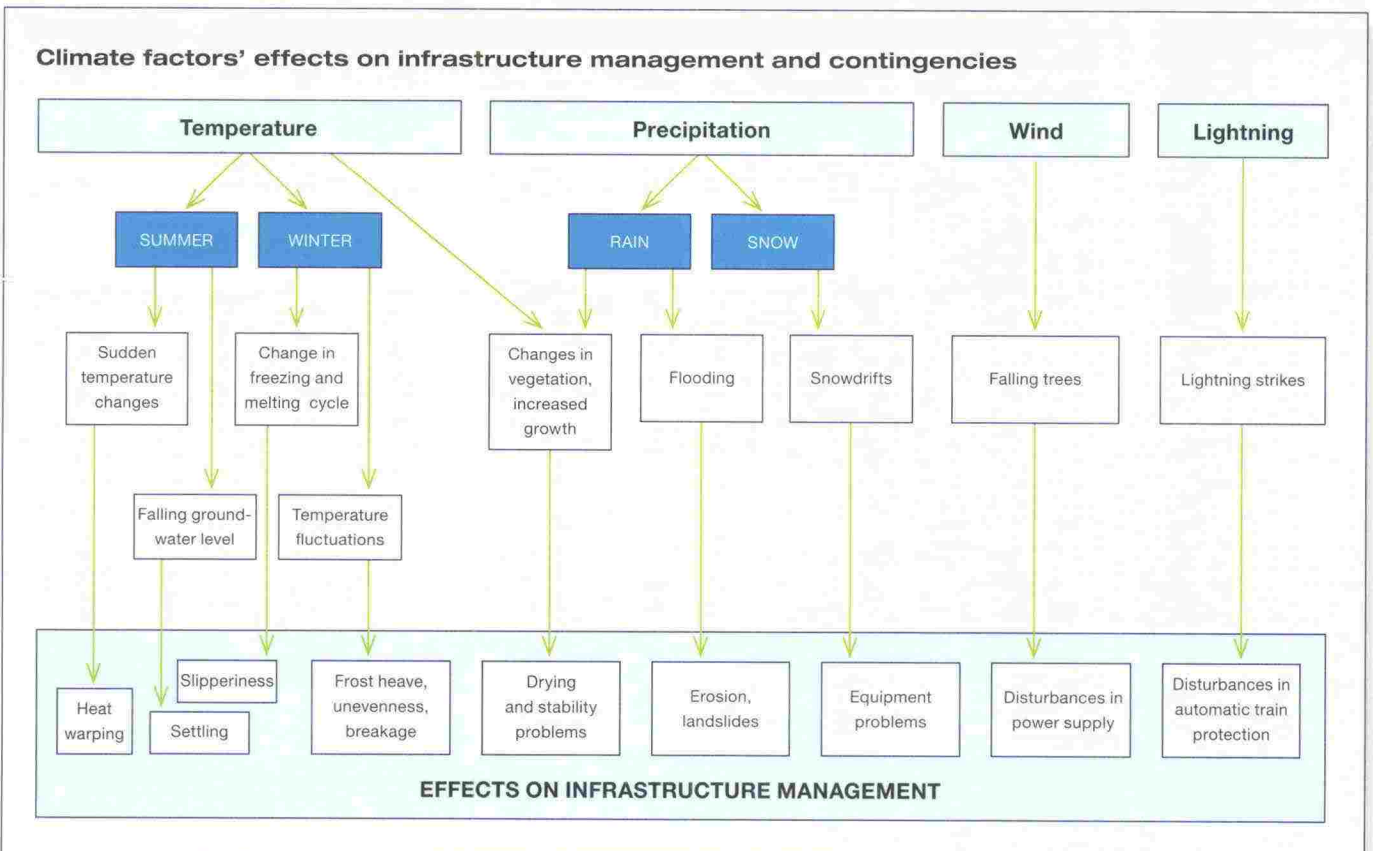 Climate factors' effects on infrastructure management and contingencies
Temperature
Precipitation
Wind
Lightning
SUMMER
WINTER
RAIN
SNOW
Sudden
temperature
changes
Change in
freezing and
melting cycle
Changes in
vegetation,
increased
growth
Flooding
Snowdrifts
Falling trees
Lightning strikes
Falling ground-
water level
Temperature
fluctuations
Heat
warping
Settling
Slipperiness
Frost heave,
unevenness,
breakage
Drying
and stability
problems
Erosion,
landslides
Equipment
problems
Disturbances in
power supply
Disturbances in
automatic train
protection
EFFECTS ON INFRASTRUCTURE MANAGEMENT